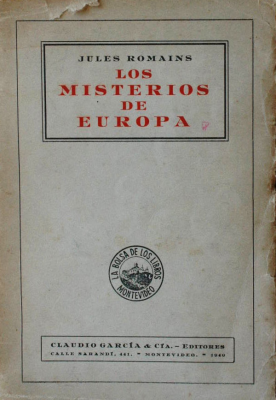 JULES ROMAINS
LOS
MISTERIOS
DE
EUROPA
LA BOLSA DE LOS LIBROS
MONTEVIDEO
CLAUDIO GARCÍA & Cía. — EDITORES
CALLE SARANDÍ, 441. * MONTEVIDEO. * 1940